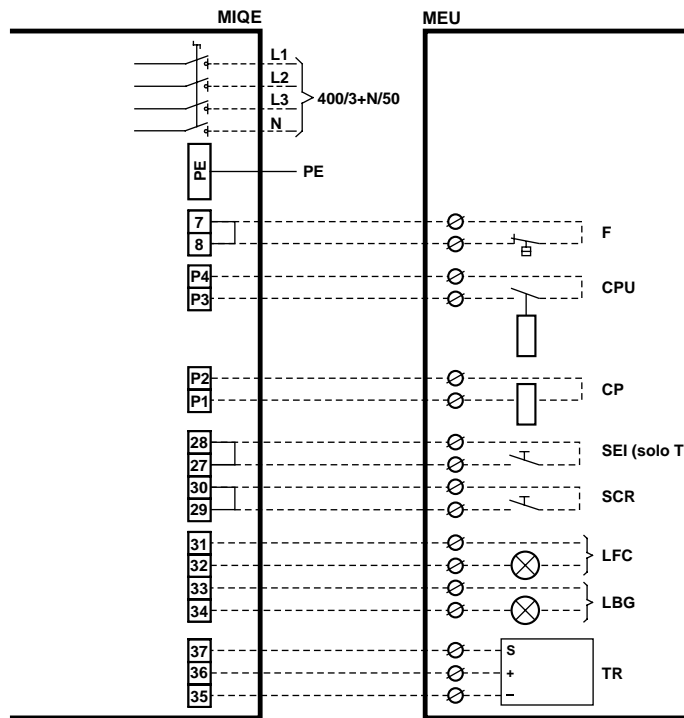 MIQE MEU
L1
L2
L3
N
400/3+N/50
PE PE
7
8
F
P4
P3
CPU
P2
P1
CP
28
27
SEI (solo T
30
29
SCR
31
32
LFC
33
34
LBG
37 S
36 + TR
35 −